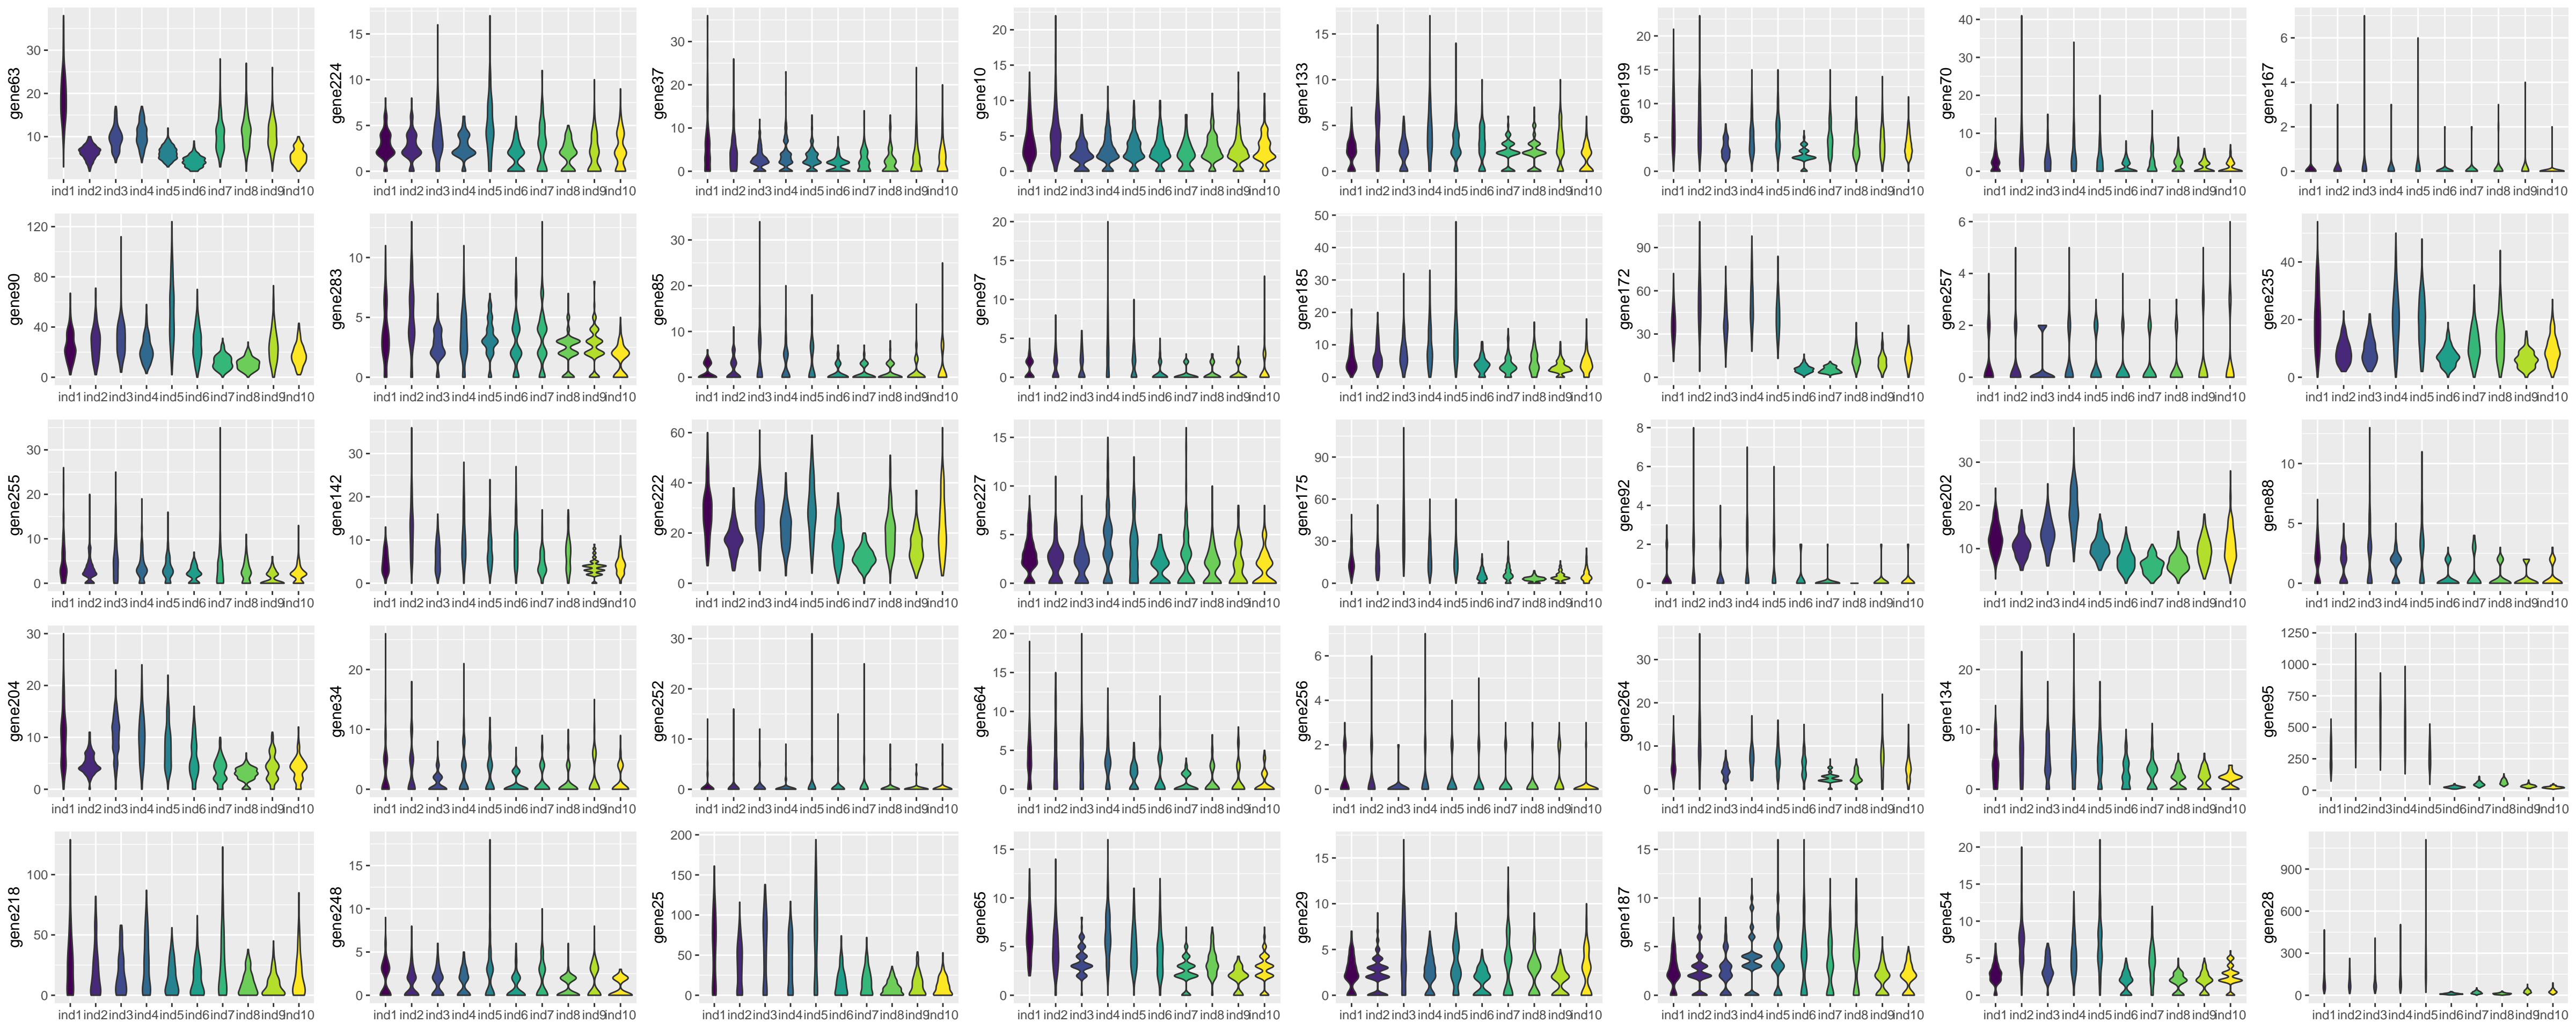 gene63
30
20
10
ind1 ind2 ind3 ind4 ind5 ind6 ind7 ind8 ind9 ind10
gene224
15
10
5
0
ind1 ind2 ind3 ind4 ind5 ind6 ind7 ind8 ind9 ind10
gene37
30
20
10
0
ind1 ind2 ind3 ind4 ind5 ind6 ind7 ind8 ind9 ind10
gene10
20
15
10
5
0
ind1 ind2 ind3 ind4 ind5 ind6 ind7 ind8 ind9 ind10
gene133
15
10
5
0
ind1 ind2 ind3 ind4 ind5 ind6 ind7 ind8 ind9 ind10
gene199
20
15
10
5
0
ind1 ind2 ind3 ind4 ind5 ind6 ind7 ind8 ind9 ind10
gene70
40
30
20
10
0
ind1 ind2 ind3 ind4 ind5 ind6 ind7 ind8 ind9 ind10
gene167
6
4
2
0
ind1 ind2 ind3 ind4 ind5 ind6 ind7 ind8 ind9 ind10
gene90
120
80
40
0
ind1 ind2 ind3 ind4 ind5 ind6 ind7 ind8 ind9 ind10
gene283
10
5
0
ind1 ind2 ind3 ind4 ind5 ind6 ind7 ind8 ind9 ind10
gene85
30
20
10
0
ind1 ind2 ind3 ind4 ind5 ind6 ind7 ind8 ind9 ind10
gene97
20
15
10
5
0
ind1 ind2 ind3 ind4 ind5 ind6 ind7 ind8 ind9 ind10
gene185
50
40
30
20
10
0
ind1 ind2 ind3 ind4 ind5 ind6 ind7 ind8 ind9 ind10
gene172
90
60
30
0
ind1 ind2 ind3 ind4 ind5 ind6 ind7 ind8 ind9 ind10
gene257
6
4
2
0
ind1 ind2 ind3 ind4 ind5 ind6 ind7 ind8 ind9 ind10
gene235
40
20
0
ind1 ind2 ind3 ind4 ind5 ind6 ind7 ind8 ind9 ind10
gene255
30
20
10
0
ind1 ind2 ind3 ind4 ind5 ind6 ind7 ind8 ind9 ind10
gene142
30
20
10
0
ind1 ind2 ind3 ind4 ind5 ind6 ind7 ind8 ind9 ind10
gene222
60
40
20
0
ind1 ind2 ind3 ind4 ind5 ind6 ind7 ind8 ind9 ind10
gene227
15
10
5
0
ind1 ind2 ind3 ind4 ind5 ind6 ind7 ind8 ind9 ind10
gene175
90
60
30
0
ind1 ind2 ind3 ind4 ind5 ind6 ind7 ind8 ind9 ind10
gene92
8
6
4
2
0
ind1 ind2 ind3 ind4 ind5 ind6 ind7 ind8 ind9 ind10
gene202
30
20
10
ind1 ind2 ind3 ind4 ind5 ind6 ind7 ind8 ind9 ind10
gene88
10
5
0
ind1 ind2 ind3 ind4 ind5 ind6 ind7 ind8 ind9 ind10
gene204
30
20
10
0
ind1 ind2 ind3 ind4 ind5 ind6 ind7 ind8 ind9 ind10
gene34
20
10
0
ind1 ind2 ind3 ind4 ind5 ind6 ind7 ind8 ind9 ind10
gene252
30
20
10
0
ind1 ind2 ind3 ind4 ind5 ind6 ind7 ind8 ind9 ind10
gene64
20
15
10
5
0
ind1 ind2 ind3 ind4 ind5 ind6 ind7 ind8 ind9 ind10
gene256
6
4
2
0
ind1 ind2 ind3 ind4 ind5 ind6 ind7 ind8 ind9 ind10
gene264
30
20
10
0
ind1 ind2 ind3 ind4 ind5 ind6 ind7 ind8 ind9 ind10
gene134
20
10
0
ind1 ind2 ind3 ind4 ind5 ind6 ind7 ind8 ind9 ind10
gene95
1250
1000
750
500
250
0
ind1 ind2 ind3 ind4 ind5 ind6 ind7 ind8 ind9 ind10
gene218
100
50
0
ind1 ind2 ind3 ind4 ind5 ind6 ind7 ind8 ind9 ind10
gene248
15
10
5
0
ind1 ind2 ind3 ind4 ind5 ind6 ind7 ind8 ind9 ind10
gene25
200
150
100
50
0
ind1 ind2 ind3 ind4 ind5 ind6 ind7 ind8 ind9 ind10
gene65
15
10
5
0
ind1 ind2 ind3 ind4 ind5 ind6 ind7 ind8 ind9 ind10
gene29
15
10
5
0
ind1 ind2 ind3 ind4 ind5 ind6 ind7 ind8 ind9 ind10
gene187
15
10
5
0
ind1 ind2 ind3 ind4 ind5 ind6 ind7 ind8 ind9 ind10
gene54
20
15
10
5
0
ind1 ind2 ind3 ind4 ind5 ind6 ind7 ind8 ind9 ind10
gene28
900
600
300
0
ind1 ind2 ind3 ind4 ind5 ind6 ind7 ind8 ind9 ind10